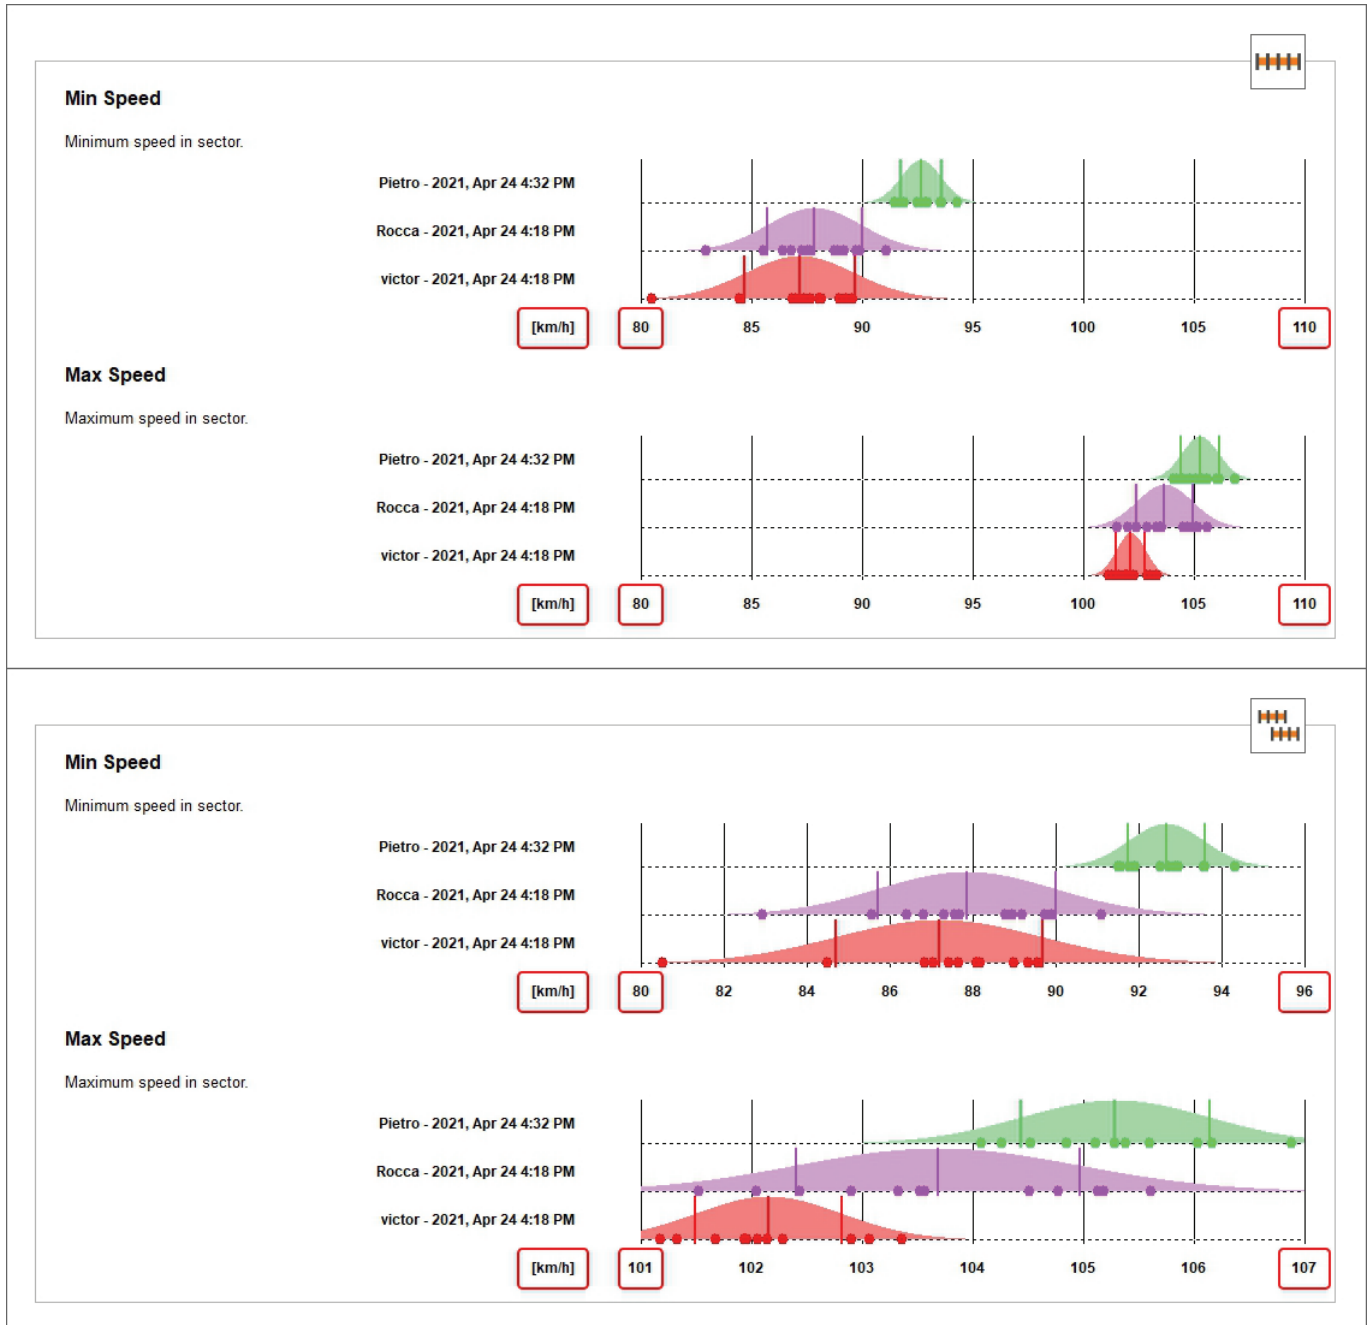 Min Speed
Minimum speed in sector.
Pietro - 2021, Apr 24 4:32 PM
Rocca - 2021, Apr 24 4:18 PM
victor - 2021, Apr 24 4:18 PM
[km/h] 80 85 90 95 100 105 110
Max Speed
Maximum speed in sector.
Pietro - 2021, Apr 24 4:32 PM
Rocca - 2021, Apr 24 4:18 PM
victor - 2021, Apr 24 4:18 PM
[km/h] 80 85 90 95 100 105 110
Min Speed
Minimum speed in sector.
Pietro - 2021, Apr 24 4:32 PM
Rocca - 2021, Apr 24 4:18 PM
victor - 2021, Apr 24 4:18 PM
[km/h] 80 82 84 86 88 90 92 94 96
Max Speed
Maximum speed in sector.
Pietro - 2021, Apr 24 4:32 PM
Rocca - 2021, Apr 24 4:18 PM
victor - 2021, Apr 24 4:18 PM
[km/h] 101 102 103 104 105 106 107